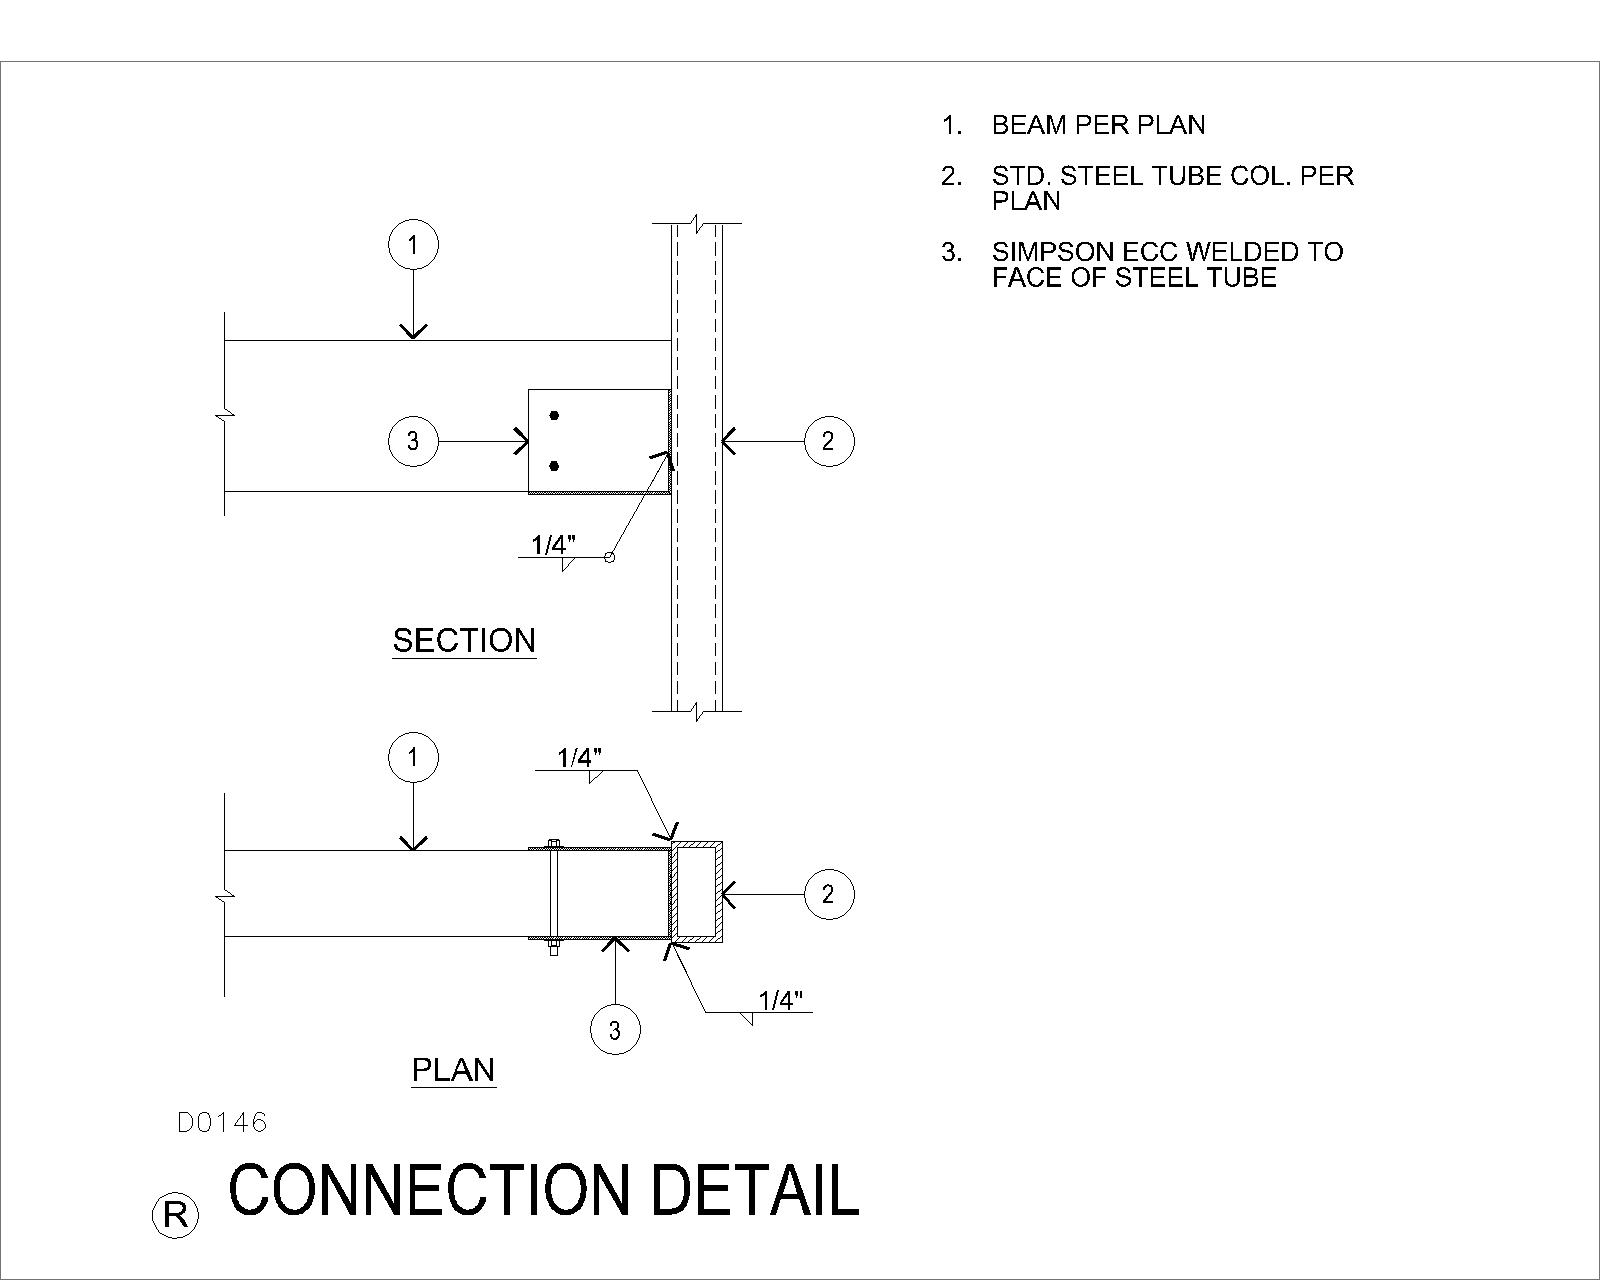 1. BEAM PER PLAN
2. STD. STEEL TUBE COL. PER
PLAN
3. SIMPSON ECC WELDED TO
FACE OF STEEL TUBE
1
3
2
1/4"
SECTION
1
1/4"
2
1/4"
3
PLAN
D0146
R CONNECTION DETAIL